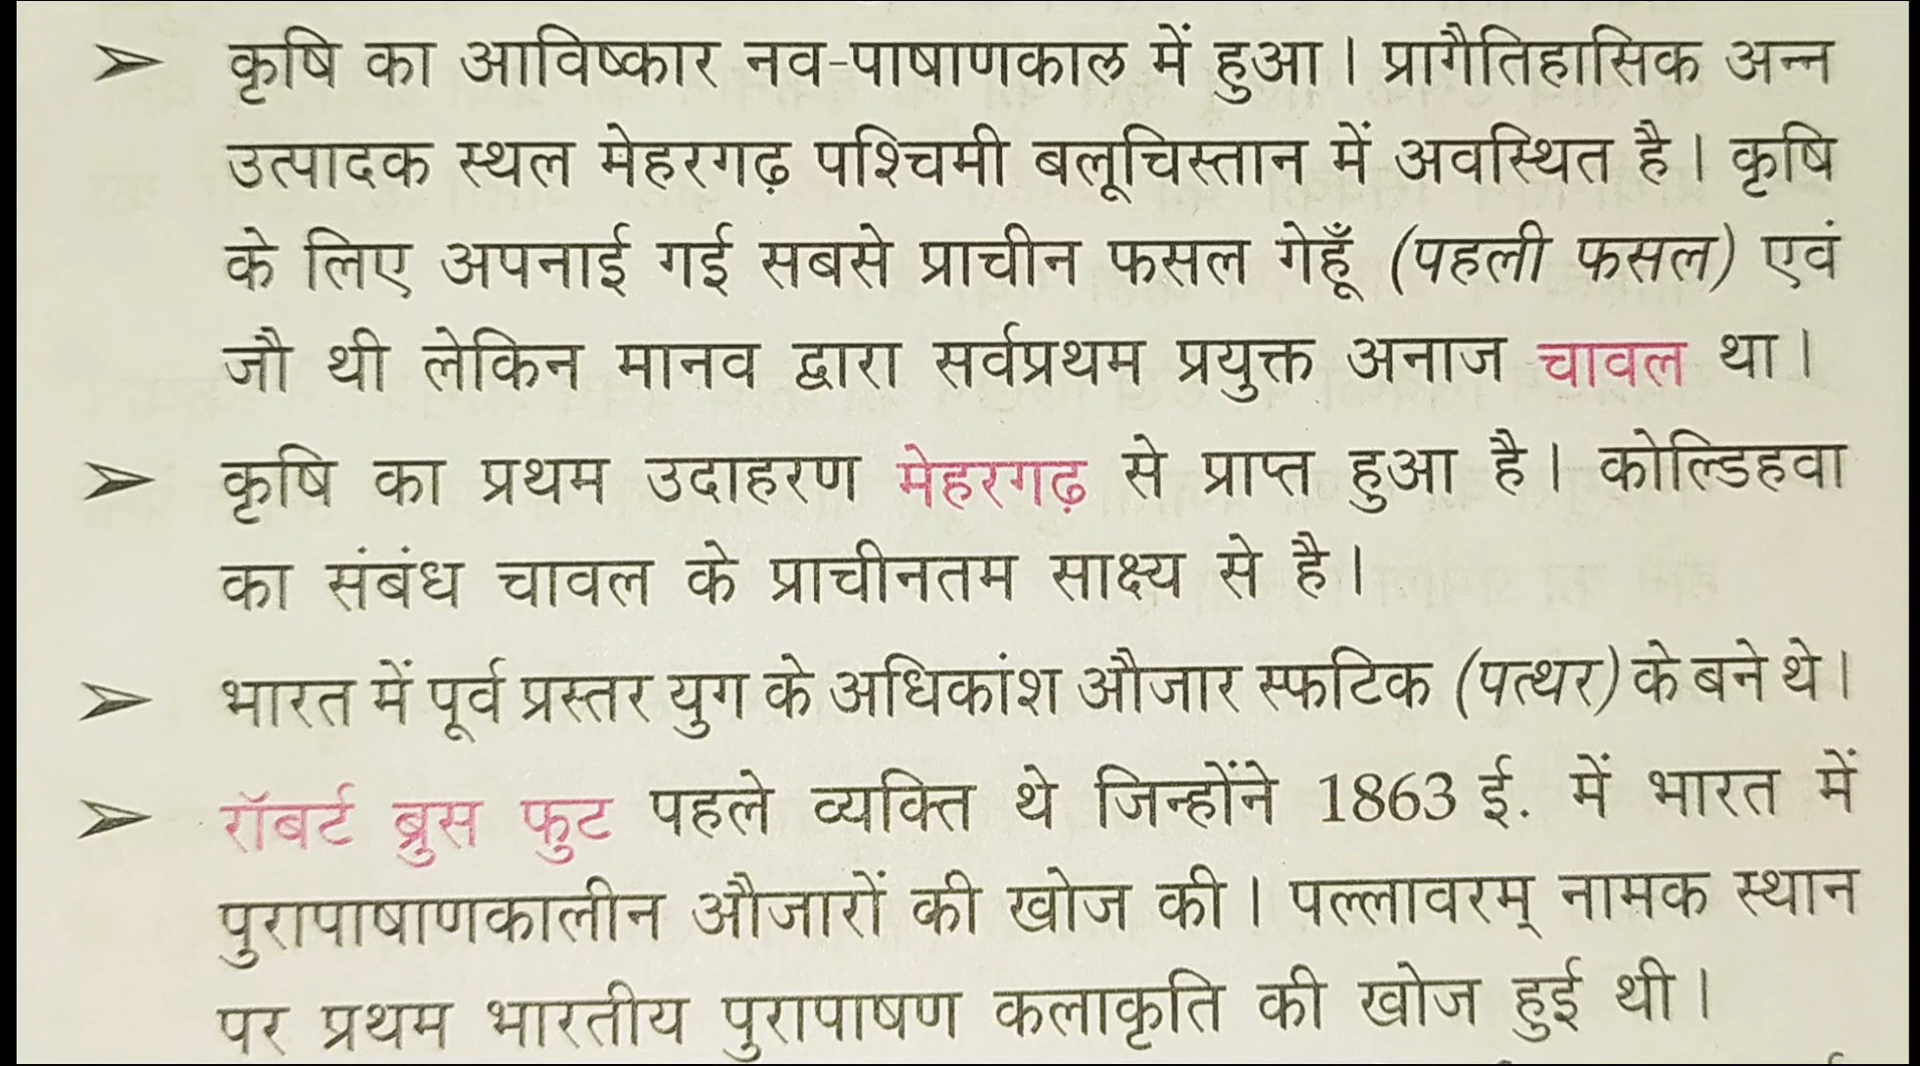 ➢ कृषि का आविष्कार नव-पाषाणकाल में हुआ। प्रागैतिहासिक अन्न
उत्पादक स्थल मेहरगढ़ पश्चिमी बलूचिस्तान में अवस्थित है। कृषि
के लिए अपनाई गई सबसे प्राचीन फसल गेहूँ (पहली फसल) एवं
जौ थी लेकिन मानव द्वारा सर्वप्रथम प्रयुक्त अनाज चावल था।
➢ कृषि का प्रथम उदाहरण मेहरगढ़ से प्राप्त हुआ है। कोल्डिहवा
का संबंध चावल के प्राचीनतम साक्ष्य से है।
➢ भारत में पूर्व प्रस्तर युग के अधिकांश औजार स्फटिक (पत्थर) के बने थे।
➢ रॉबर्ट ब्रुस फुट पहले व्यक्ति थे जिन्होंने 1863 ई. में भारत में
पुरापाषाणकालीन औजारों की खोज की। पल्लावरम् नामक स्थान
पर प्रथम भारतीय पुरापाषण कलाकृति की खोज हुई थी।